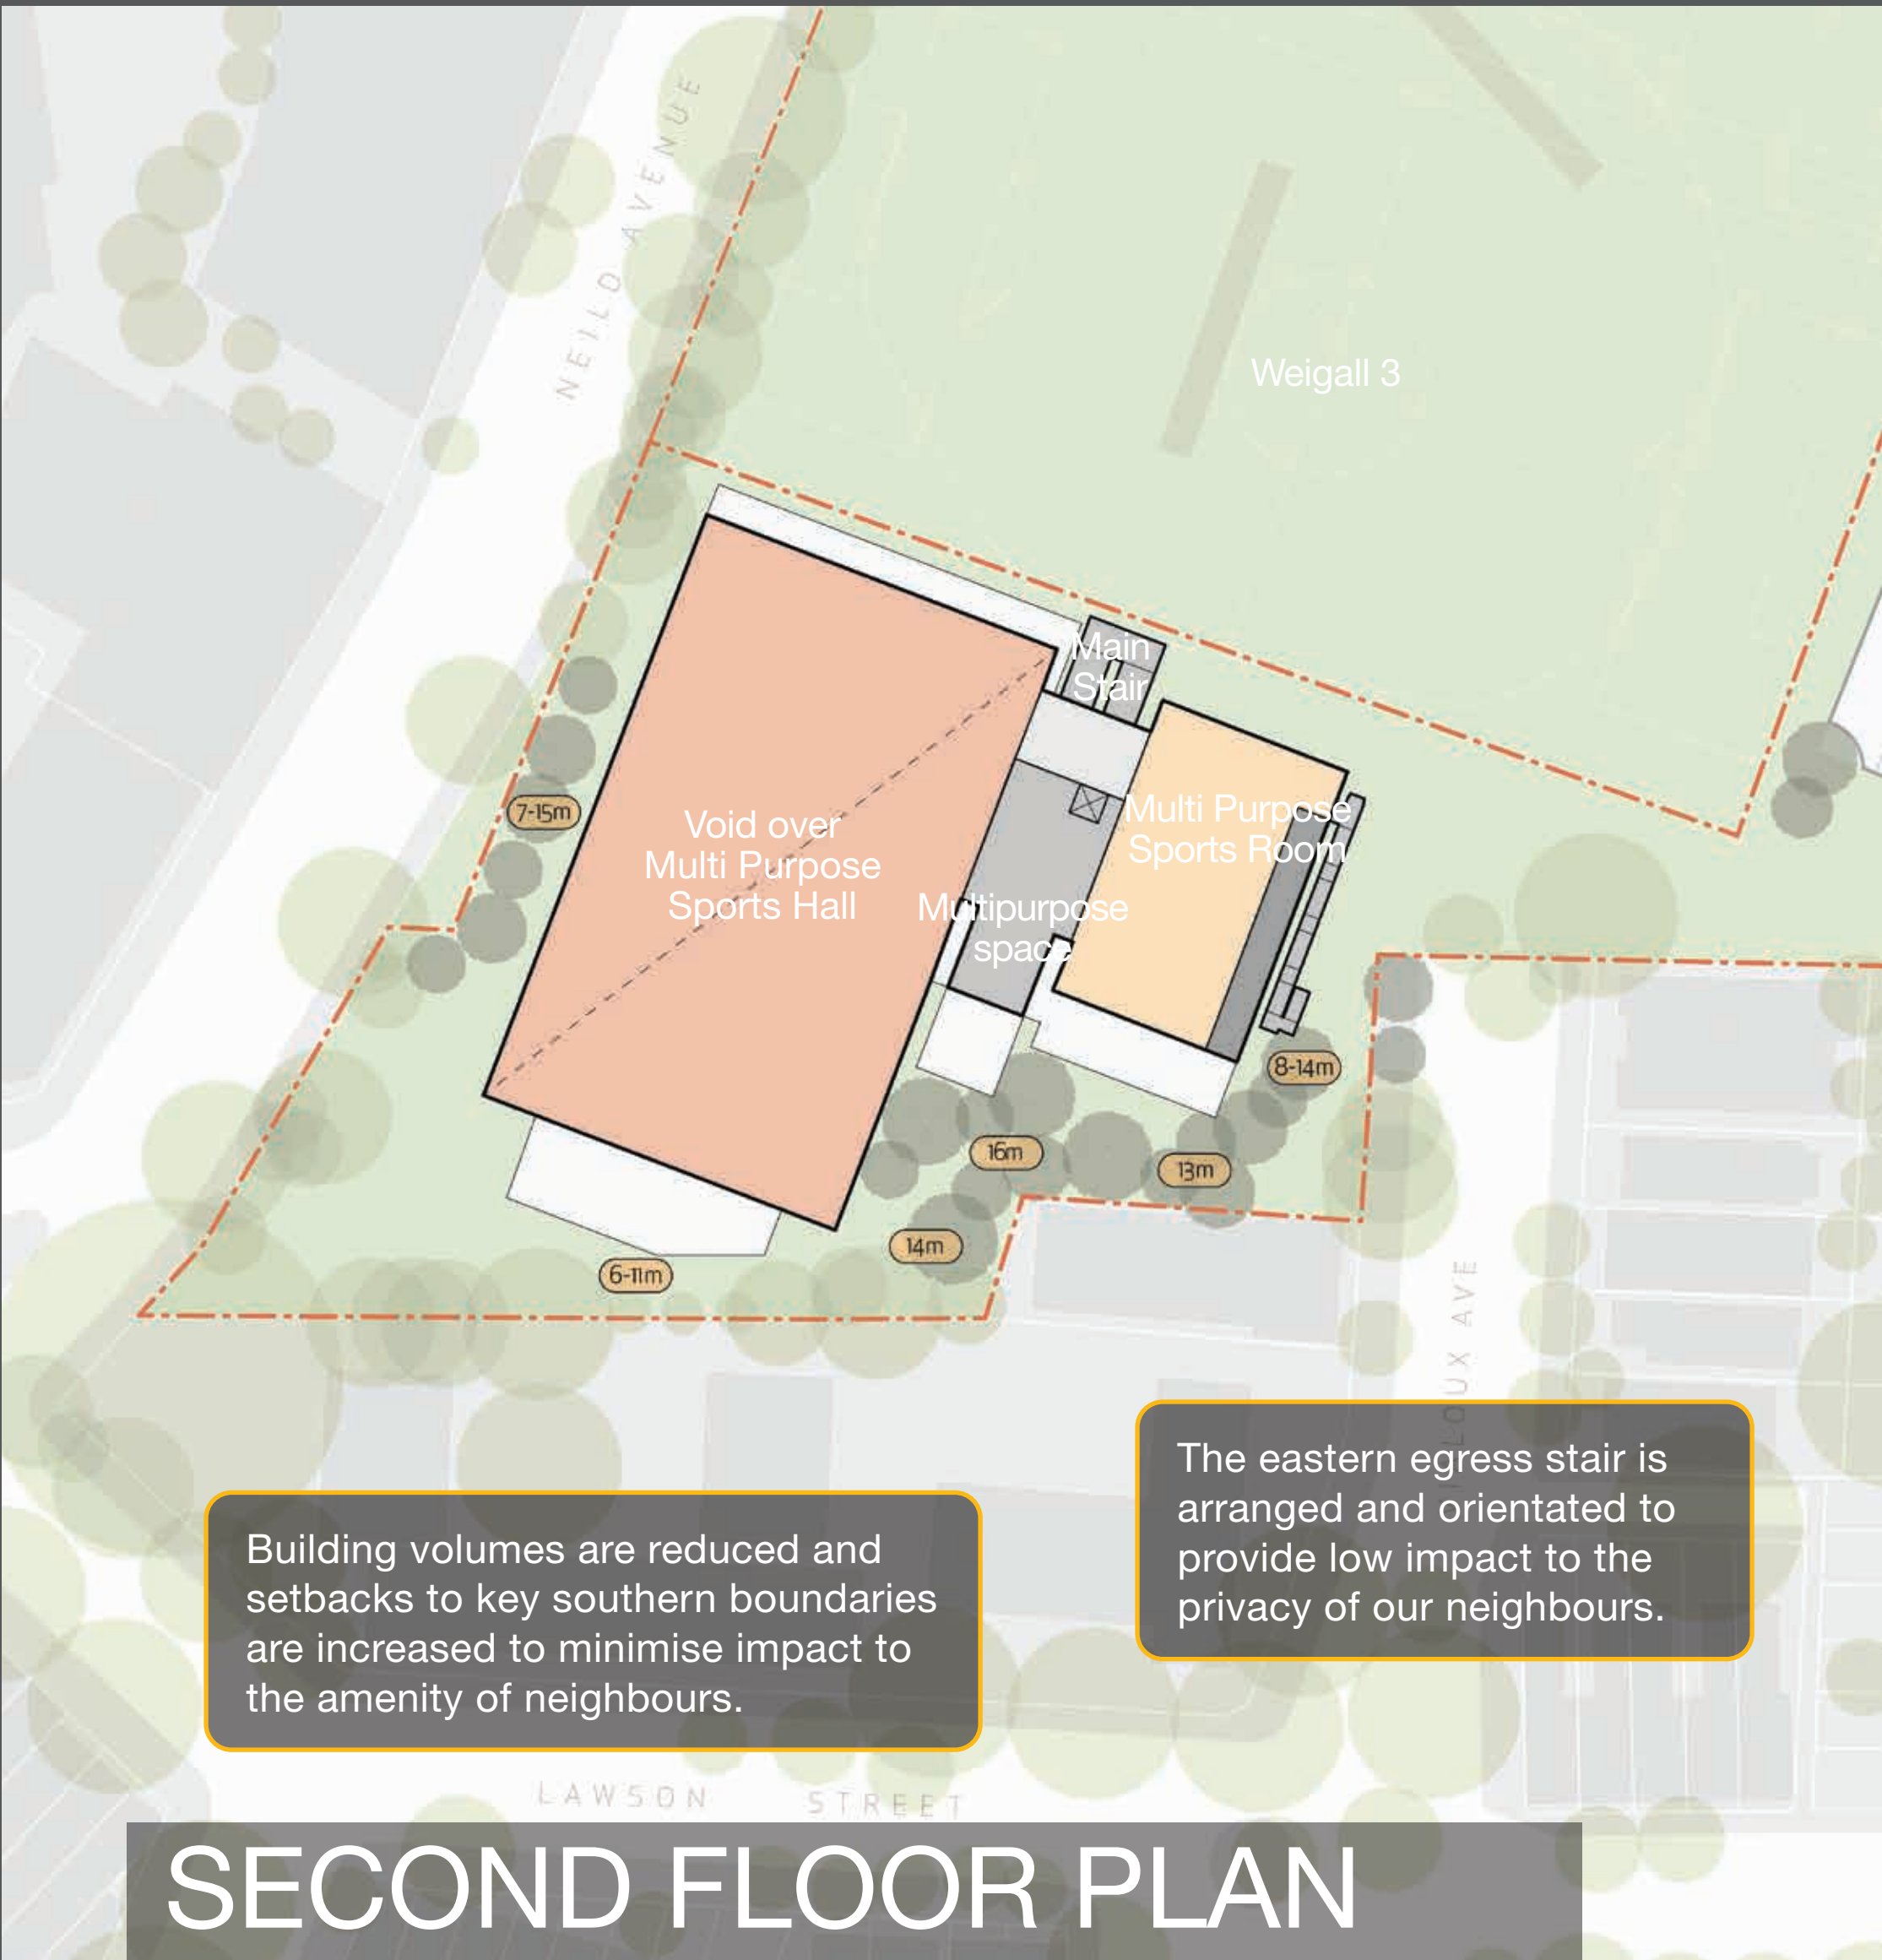 NEILD AVENUE
Weigall 3
Main
Stair
7-15m
Void over
Multi Purpose
Sports Hall
Multi Purpose
Sports Room
Multipurpose
space
8-14m
16m
13m
14m
6-11m
AVE
The eastern egress stair is
arranged and orientated to
provide low impact to the
privacy of our neighbours.
Building volumes are reduced and
setbacks to key southern boundaries
are increased to minimise impact to
the amenity of neighbours.
LAWSON STREET
SECOND FLOOR PLAN